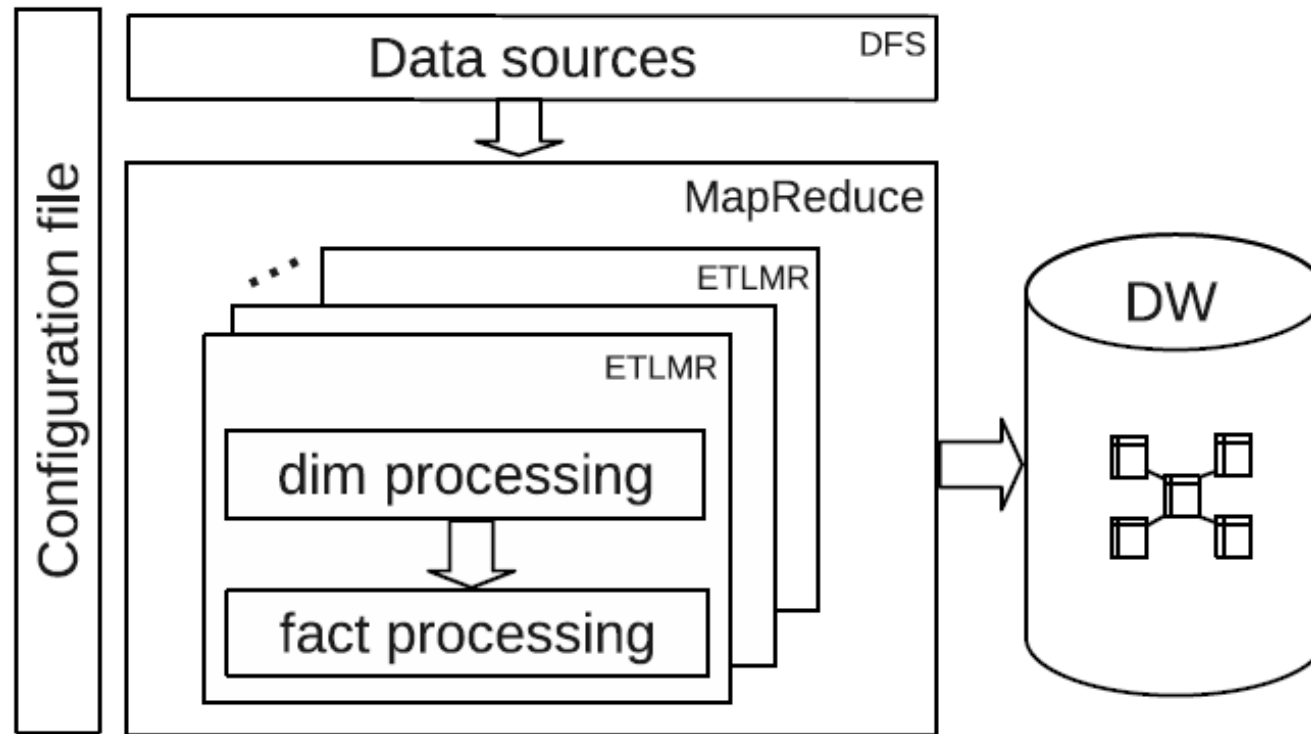 Configuration file
Data sources
DFS
MapReduce
ETLMR
ETLMR
dim processing
fact processing
DW